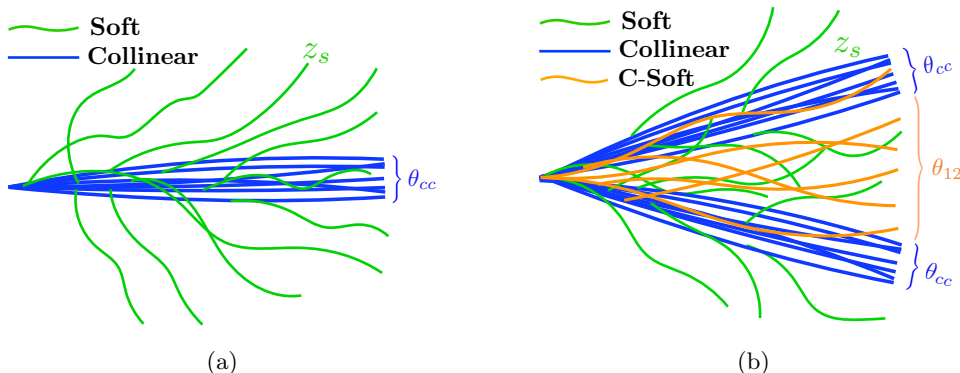 Soft
Collinear
z_s
θ_cc
(a)
Soft
Collinear
C-Soft
z_s
θ_cc
θ_12
θ_cc
(b)